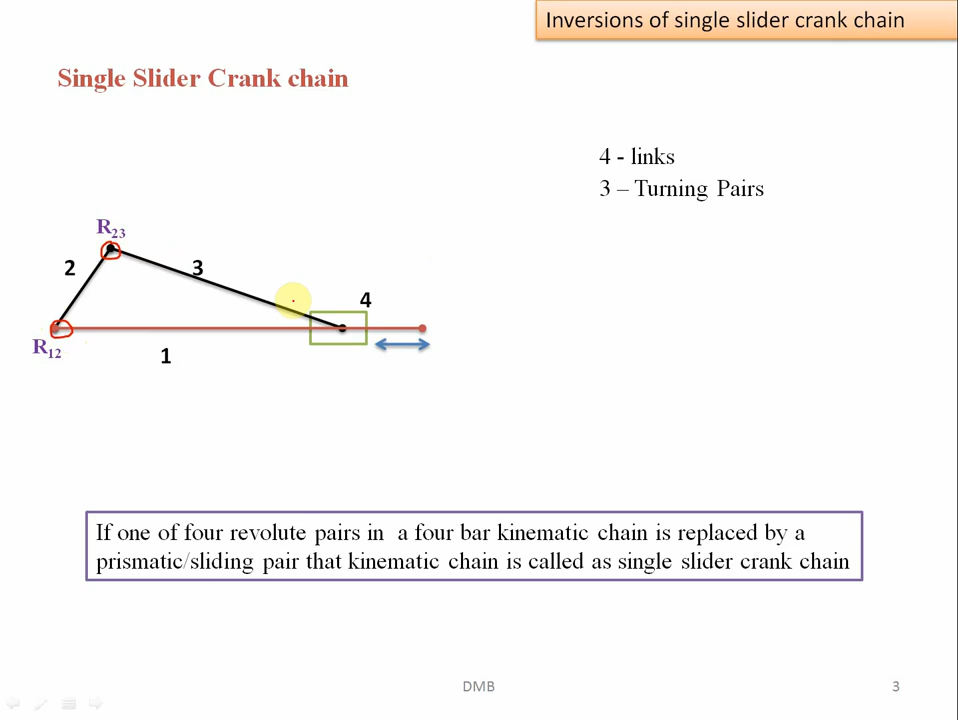 Inversions of single slider crank chain
Single Slider Crank chain
4 - links
3 – Turning Pairs
R23
2
3
4
R12
1
If one of four revolute pairs in a four bar kinematic chain is replaced by a
prismatic/sliding pair that kinematic chain is called as single slider crank chain
DMB
3